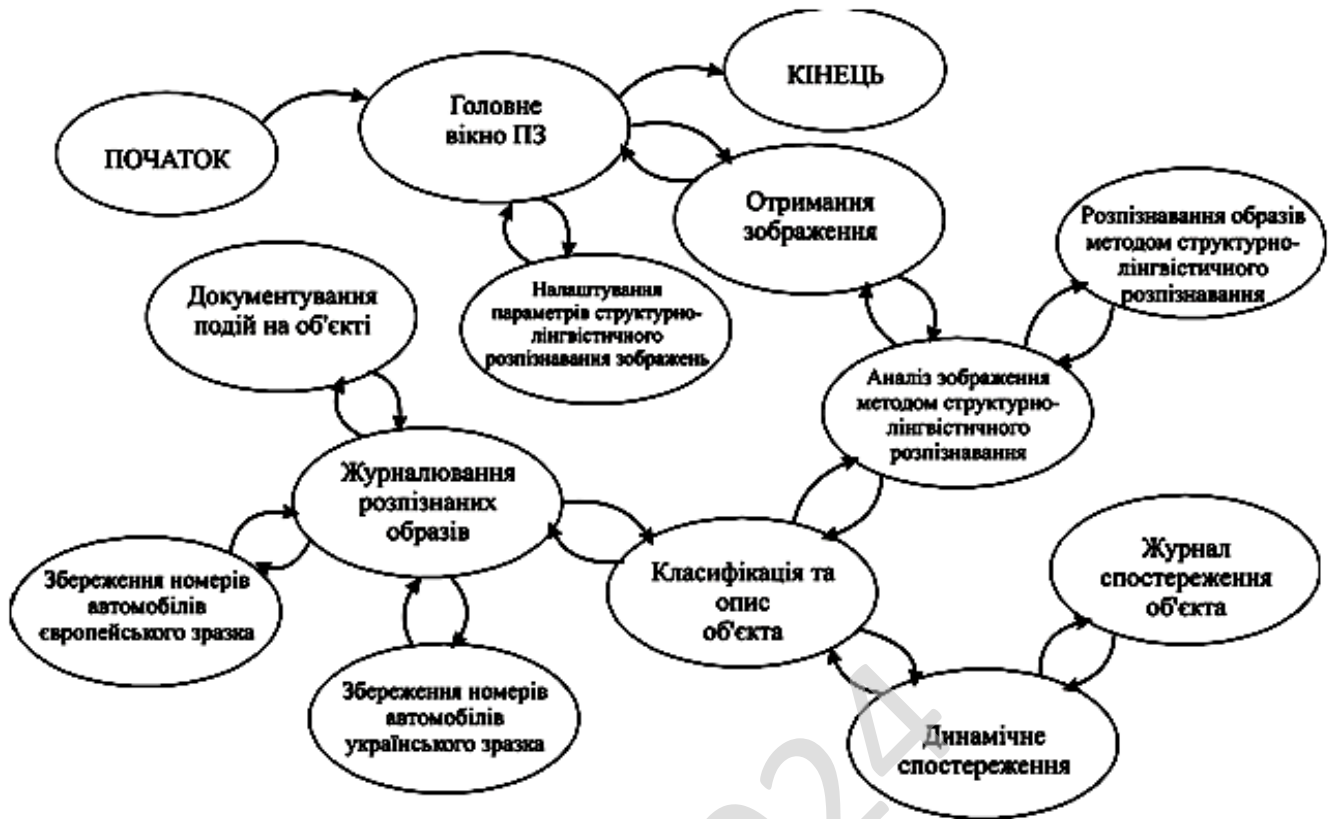 КІНЕЦЬ
Головне
вікно ПЗ
ПОЧАТОК
Отримання
зображення
Розпізнавання образів
методом структурно-
лінгвістичного
розпізнавання
Документування
подій на об'єкті
Налаштування
параметрів структурно-
лінгвістичного
розпізнавання зображень
Аналіз зображення
методом структурно-
лінгвістичного
розпізнавання
Журналювання
розпізнаних
образів
Журнал
спостереження
об'єкта
Збереження номерів
автомобілів
європейського зразка
Класифікація та
опис
об'єкта
Збереження номерів
автомобілів
українського зразка
Динамічне
спостереження